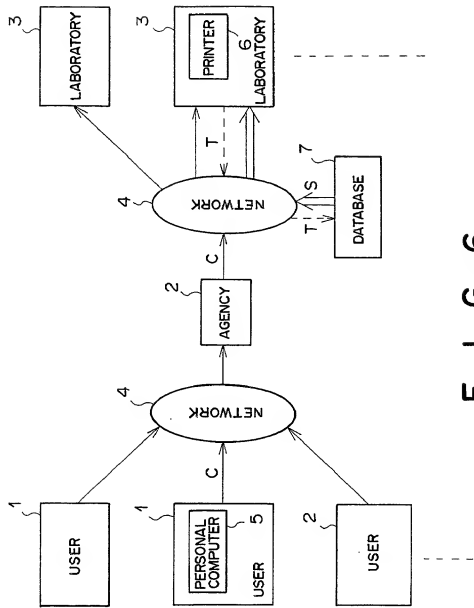 2
USER
1
PERSONAL
COMPUTER
5
USER
1
USER
C
4
NETWORK
2
AGENCY
C
4
NETWORK
T
S
7
DATABASE
T
3
PRINTER
6
LABORATORY
3
LABORATORY
F I G. 6